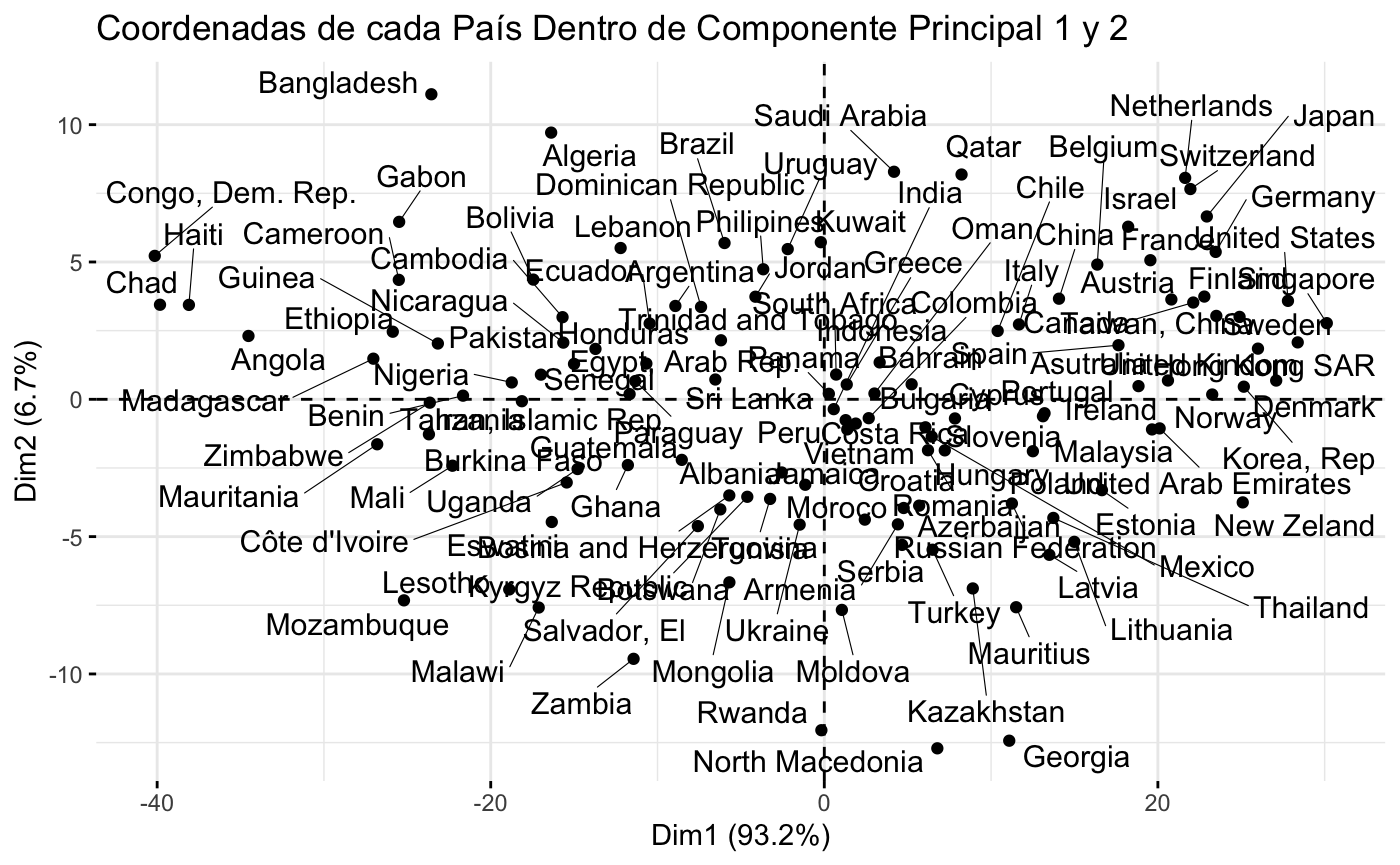 Coordenadas de cada País Dentro de Componente Principal 1 y 2
Bangladesh
Netherlands
Japan
Saudi Arabia
10
Brazil
Qatar
Belgium
Algeria
Uruguay
Switzerland
Gabon
Dominican Republic
Congo, Dem. Rep.
India
Chile
Israel
Germany
Bolivia
Lebanon
Philipines
Kuwait
Haiti
Cameroon
Oman
China
France
United States
5
Cambodia
Ecuador
Argentina
Jordan
Greece
Italy
Chad
Guinea
Austria
Finland
Singapore
Nicaragua
South Africa
Colombia
Ethiopia
Trinidad and Tobago
Canada
Taiwan, China
Sweden
Pakistan
Honduras
Indonesia
Angola
Egypt, Arab Rep.
Panama
Bahrain
Spain
Asutralia
United Kingdom
Hong Kong SAR
Nigeria
Senegal
0
Madagascar
Sri Lanka
Bulgaria
Cyprus
Portugal
Benin
Tanzania
Iran, Islamic Rep.
Ireland
Norway
Denmark
Paraguay
Peru
Costa Rica
Slovenia
Zimbabwe
Guatemala
Vietnam
Malaysia
Korea, Rep
Burkina Faso
Albania
Jamaica
Croatia
Hungary
Poland
United Arab Emirates
Mauritania
Mali
Uganda
Ghana
Moroco
Romania
Estonia
New Zeland
Azerbaijan
-5
Côte d'Ivoire
Eswatini
Bosnia and Herzergovina
Tunisia
Russian Federation
Mexico
Serbia
Lesotho
Kyrgyz Republic
Botswana
Armenia
Latvia
Turkey
Thailand
Mozambuque
Salvador, El
Ukraine
Lithuania
Mauritius
-10
Malawi
Mongolia
Moldova
Zambia
Rwanda
Kazakhstan
North Macedonia
Georgia
-40
-20
0
20
Dim1 (93.2%)
Dim2 (6.7%)